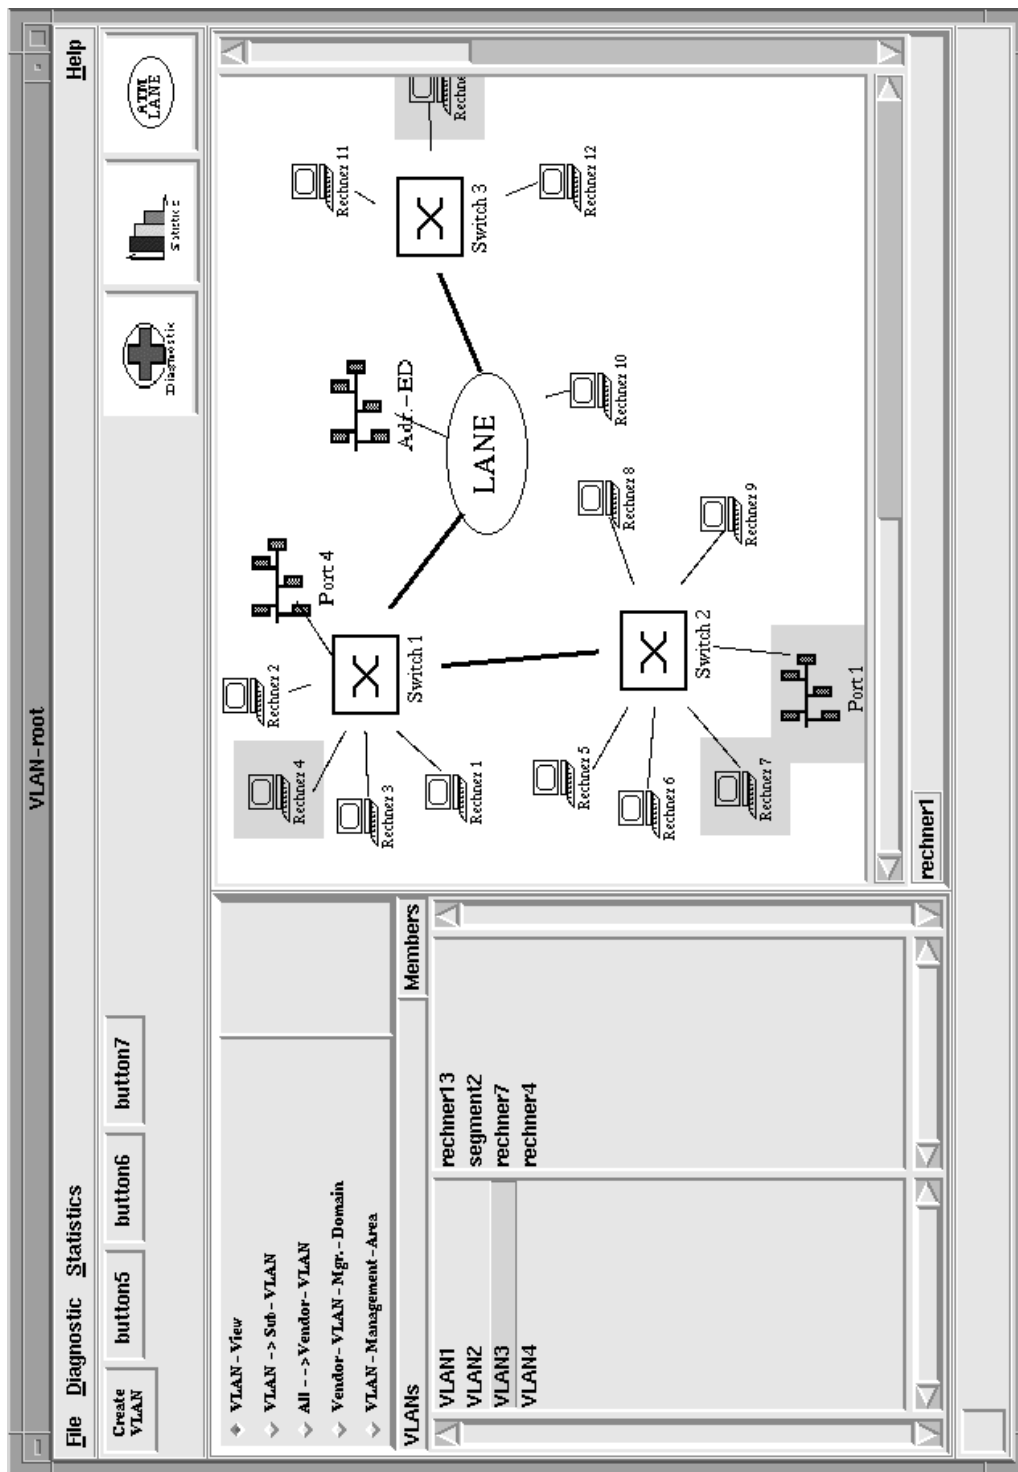 VLAN-root
File Diagnostic Statistics Help
Create
VLAN
button5
button6
button7
Diagnostik
Statistics
ATM
LANE
VLAN-View
VLAN -> Sub-VLAN
All --> Vendor-VLAN
Vendor-VLAN-Mgr.-Domain
VLAN-Management-Area
VLANs
Members
VLAN1
VLAN2
VLAN3
VLAN4
rechner13
segment2
rechner7
rechner4
Rechner 4
Rechner 2
Port 4
Rechner 3
Rechner 1
Switch 1
Adr.-ED
LANE
Rechner 11
Rechne
Switch 3
Rechner 12
Rechner 10
Rechner 5
Rechner 6
Rechner 7
Switch 2
Rechner 8
Rechner 9
Port 1
rechner1